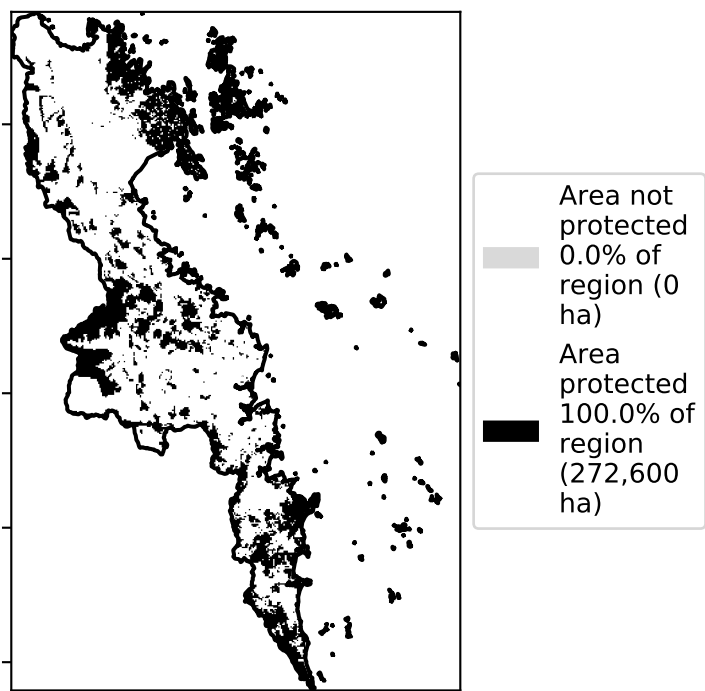 Area not
protected
0.0% of
region (0
ha)
Area
protected
100.0% of
region
(272,600
ha)